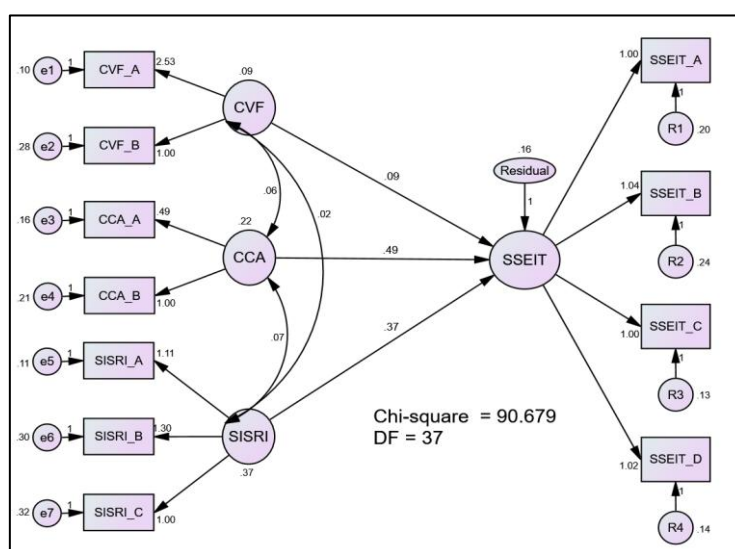 .10 e1 1 CVF_A 2.53
.28 e2 1 CVF_B 1.00
.16 e3 1 CCA_A .49
.21 e4 1 CCA_B 1.00
.11 e5 1 SISRI_A 1.11
.30 e6 1 SISRI_B 1.30
.32 e7 1 SISRI_C 1.00
.09
CVF
.06
.02
.22
CCA
.07
SISRI
.37
.09
.49
.37
.16
Residual
1
SSEIT
Chi-square = 90.679
DF = 37
1.00 SSEIT_A
1
R1 .20
1.04 SSEIT_B
1
R2 .24
1.00 SSEIT_C
1
R3 .13
1.02 SSEIT_D
1
R4 .14